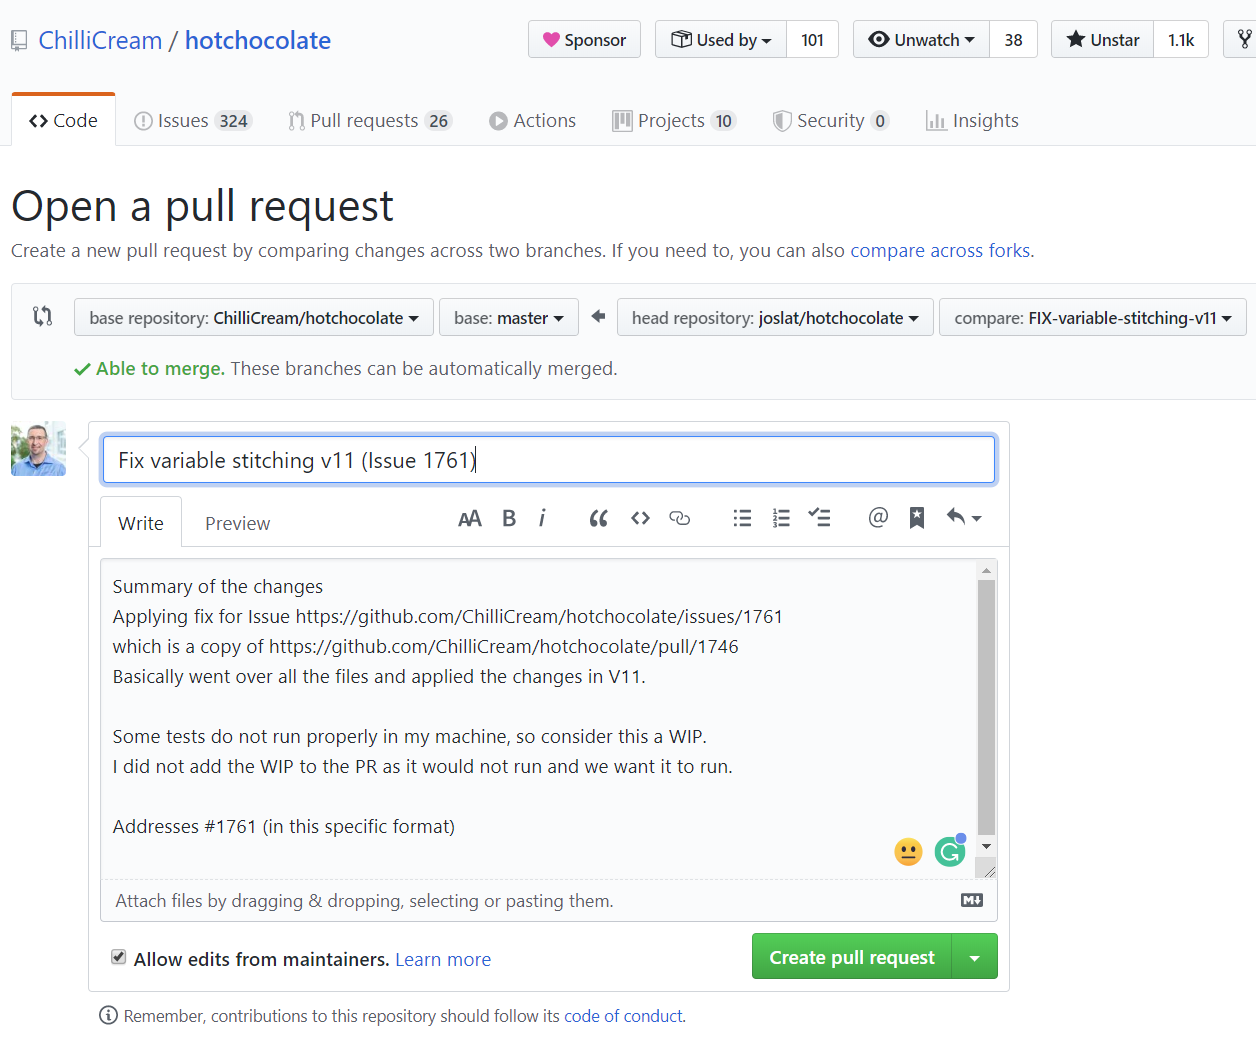 ChilliCream / hotchocolate
Sponsor Used by 101 Unwatch 38 Unstar 1.1k
Code Issues 324 Pull requests 26 Actions Projects 10 Security 0 Insights
Open a pull request
Create a new pull request by comparing changes across two branches. If you need to, you can also compare across forks.
base repository: ChilliCream/hotchocolate base: master head repository: joslat/hotchocolate compare: FIX-variable-stitching-v11
Able to merge. These branches can be automatically merged.
Fix variable stitching v11 (Issue 1761)
Write Preview AA B i
Summary of the changes
Applying fix for Issue https://github.com/ChilliCream/hotchocolate/issues/1761
which is a copy of https://github.com/ChilliCream/hotchocolate/pull/1746
Basically went over all the files and applied the changes in V11.
Some tests do not run properly in my machine, so consider this a WIP.
I did not add the WIP to the PR as it would not run and we want it to run.
Addresses #1761 (in this specific format)
Attach files by dragging & dropping, selecting or pasting them.
Allow edits from maintainers. Learn more Create pull request
Remember, contributions to this repository should follow its code of conduct.